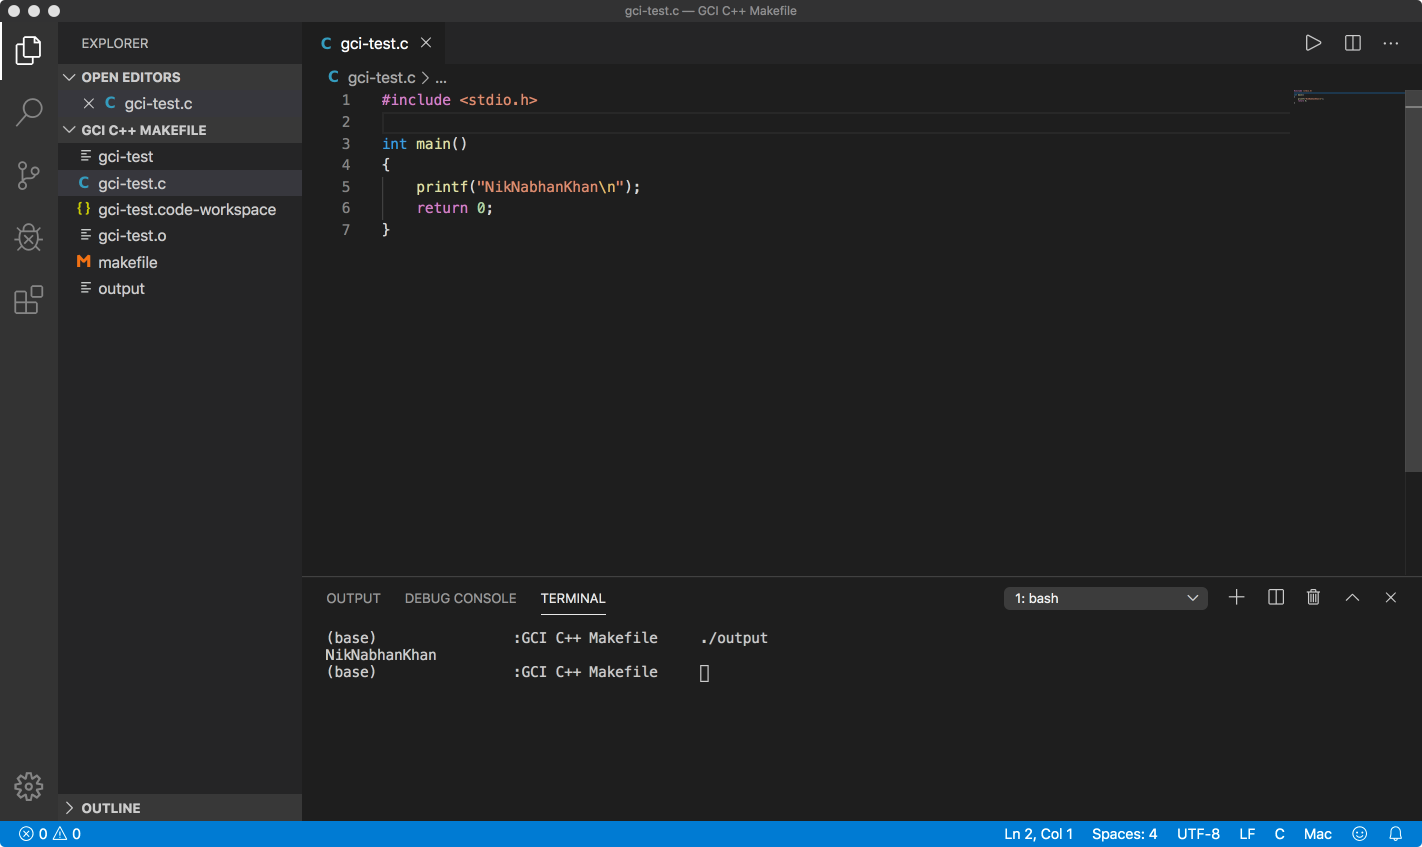 gci-test.c — GCI C++ Makefile
EXPLORER
OPEN EDITORS
C gci-test.c
GCI C++ MAKEFILE
gci-test
C gci-test.c
{} gci-test.code-workspace
gci-test.o
M makefile
output
OUTLINE
C gci-test.c
C gci-test.c > ...
1 #include <stdio.h>
2
3 int main()
4 {
5 printf("NikNabhanKhan\n");
6 return 0;
7 }
OUTPUT DEBUG CONSOLE TERMINAL 1: bash
(base) :GCI C++ Makefile ./output
NikNabhanKhan
(base) :GCI C++ Makefile
0 0 Ln 2, Col 1 Spaces: 4 UTF-8 LF C Mac